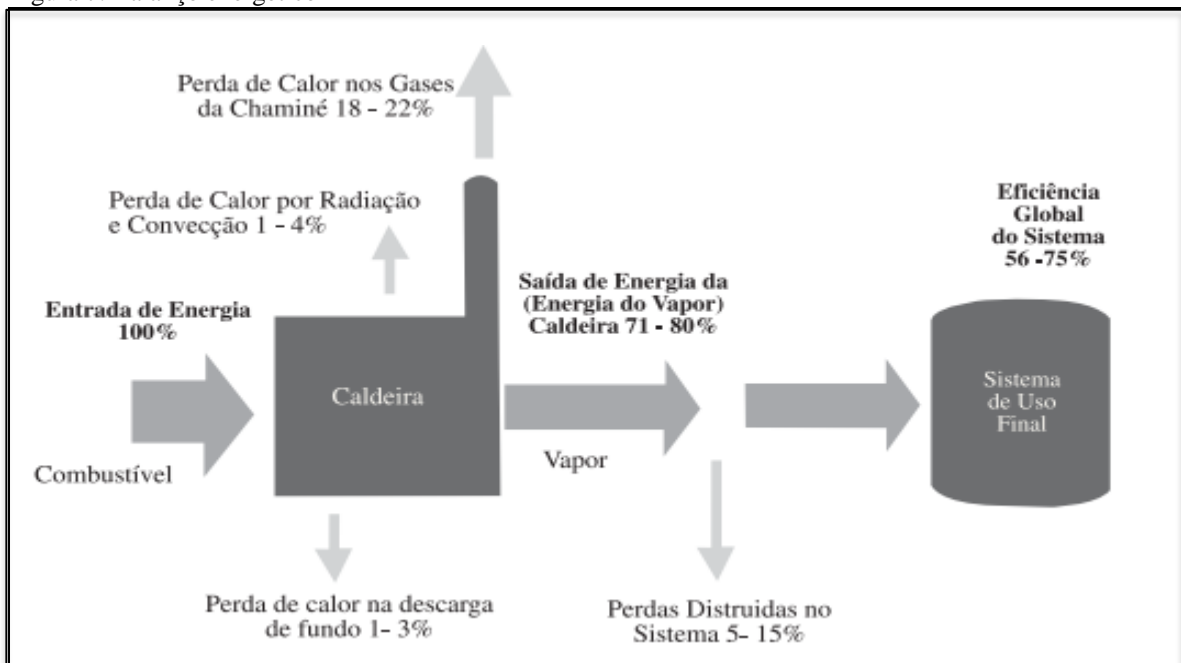 Perda de Calor nos Gases
da Chaminé 18 - 22%
Perda de Calor por Radiação
e Convecção 1 - 4%
Entrada de Energia
100%
Combustível
Caldeira
Saída de Energia da
(Energia do Vapor)
Caldeira 71 - 80%
Vapor
Eficiência
Global
do Sistema
56 -75%
Sistema
de Uso
Final
Perda de calor na descarga
de fundo 1- 3%
Perdas Distruidas no
Sistema 5- 15%